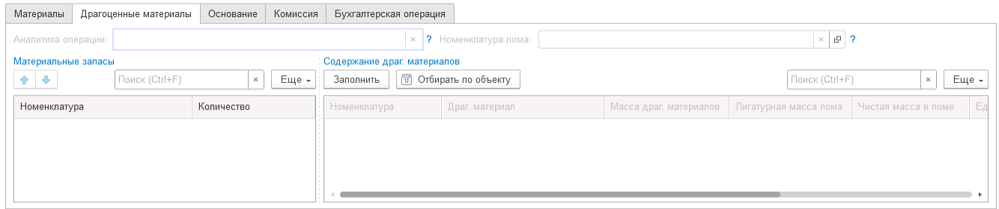 Материалы Драгоценные материалы Основание Комиссия Бухгалтерская операция
Аналитика операции: × ? Номенклатура лома: × ?
Материальные запасы Содержание драг. материалов
Поиск (Ctrl+F) × Еще Заполнить Отбирать по объекту Поиск (Ctrl+F) × Еще
Номенклатура Количество Номенклатура Драг. материал Масса драг. материалов Лигатурная масса лома Чистая масса в ломе Ед